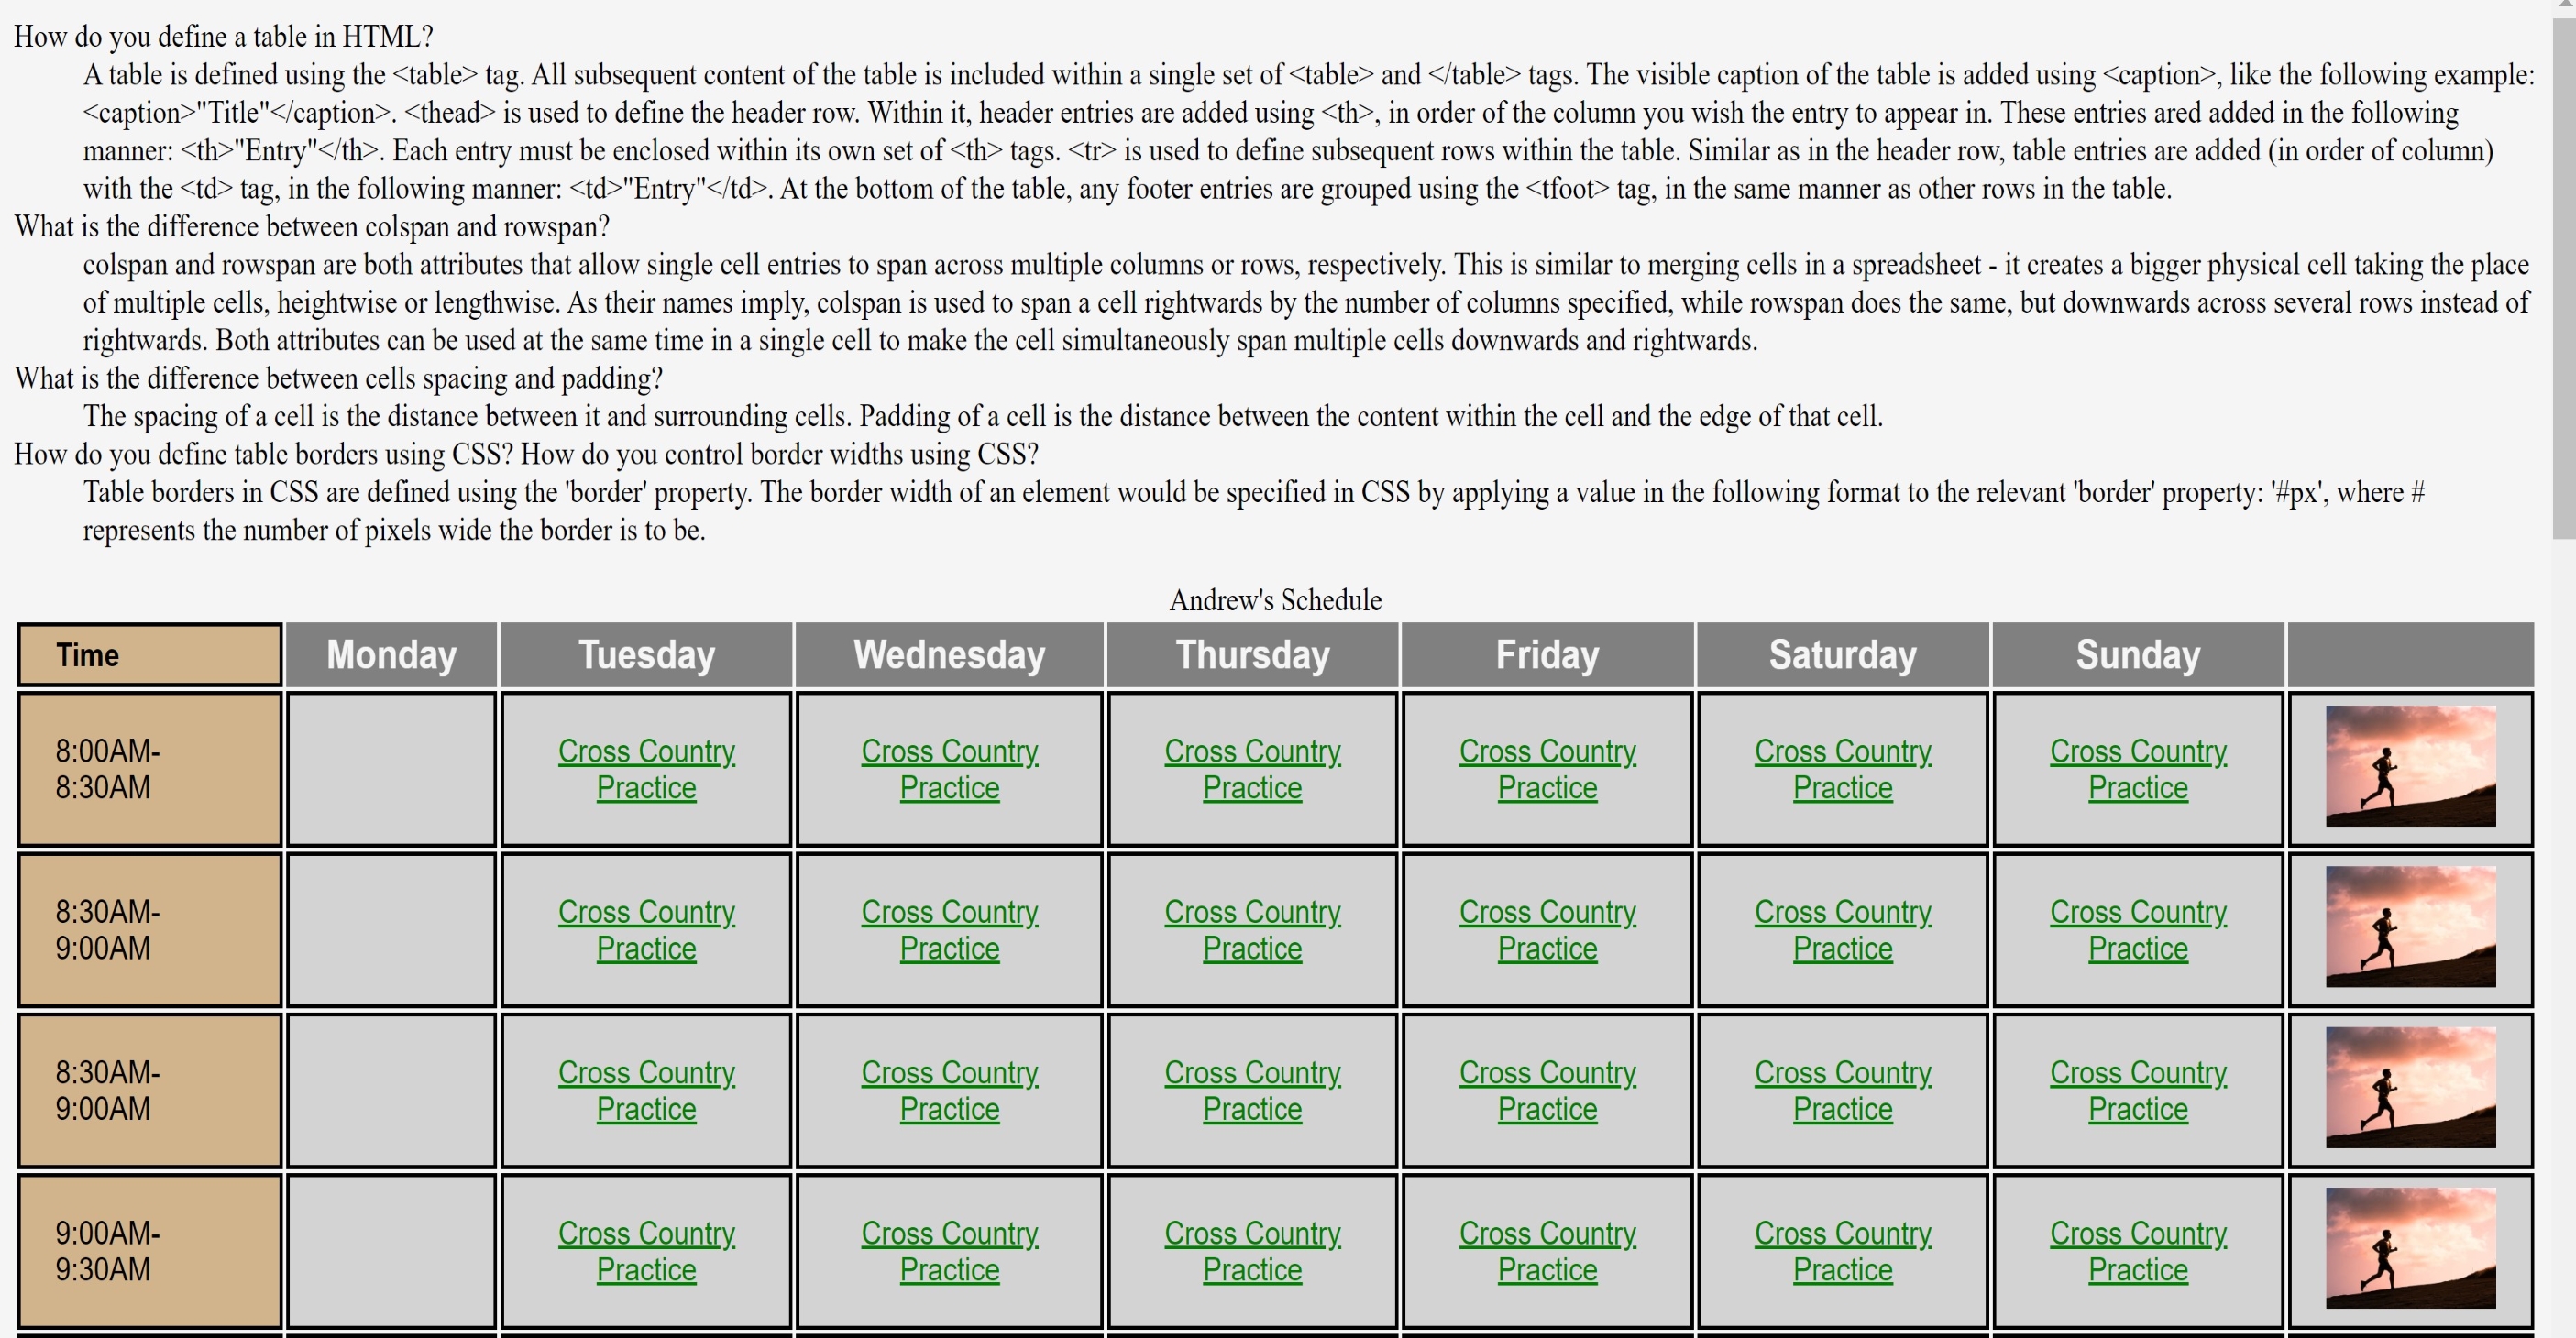 How do you define a table in HTML?
A table is defined using the <table> tag. All subsequent content of the table is included within a single set of <table> and </table> tags. The visible caption of the table is added using <caption>, like the following example:
<caption>"Title"</caption>. <thead> is used to define the header row. Within it, header entries are added using <th>, in order of the column you wish the entry to appear in. These entries ared added in the following
manner: <th>"Entry"</th>. Each entry must be enclosed within its own set of <th> tags. <tr> is used to define subsequent rows within the table. Similar as in the header row, table entries are added (in order of column)
with the <td> tag, in the following manner: <td>"Entry"</td>. At the bottom of the table, any footer entries are grouped using the <tfoot> tag, in the same manner as other rows in the table.
What is the difference between colspan and rowspan?
colspan and rowspan are both attributes that allow single cell entries to span across multiple columns or rows, respectively. This is similar to merging cells in a spreadsheet - it creates a bigger physical cell taking the place
of multiple cells, heightwise or lengthwise. As their names imply, colspan is used to span a cell rightwards by the number of columns specified, while rowspan does the same, but downwards across several rows instead of
rightwards. Both attributes can be used at the same time in a single cell to make the cell simultaneously span multiple cells downwards and rightwards.
What is the difference between cells spacing and padding?
The spacing of a cell is the distance between it and surrounding cells. Padding of a cell is the distance between the content within the cell and the edge of that cell.
How do you define table borders using CSS? How do you control border widths using CSS?
Table borders in CSS are defined using the 'border' property. The border width of an element would be specified in CSS by applying a value in the following format to the relevant 'border' property: '#px', where #
represents the number of pixels wide the border is to be.
Andrew's Schedule
Time Monday Tuesday Wednesday Thursday Friday Saturday Sunday
8:00AM- Cross Country Cross Country Cross Country Cross Country Cross Country Cross Country
8:30AM Practice Practice Practice Practice Practice Practice
8:30AM- Cross Country Cross Country Cross Country Cross Country Cross Country Cross Country
9:00AM Practice Practice Practice Practice Practice Practice
8:30AM- Cross Country Cross Country Cross Country Cross Country Cross Country Cross Country
9:00AM Practice Practice Practice Practice Practice Practice
9:00AM- Cross Country Cross Country Cross Country Cross Country Cross Country Cross Country
9:30AM Practice Practice Practice Practice Practice Practice